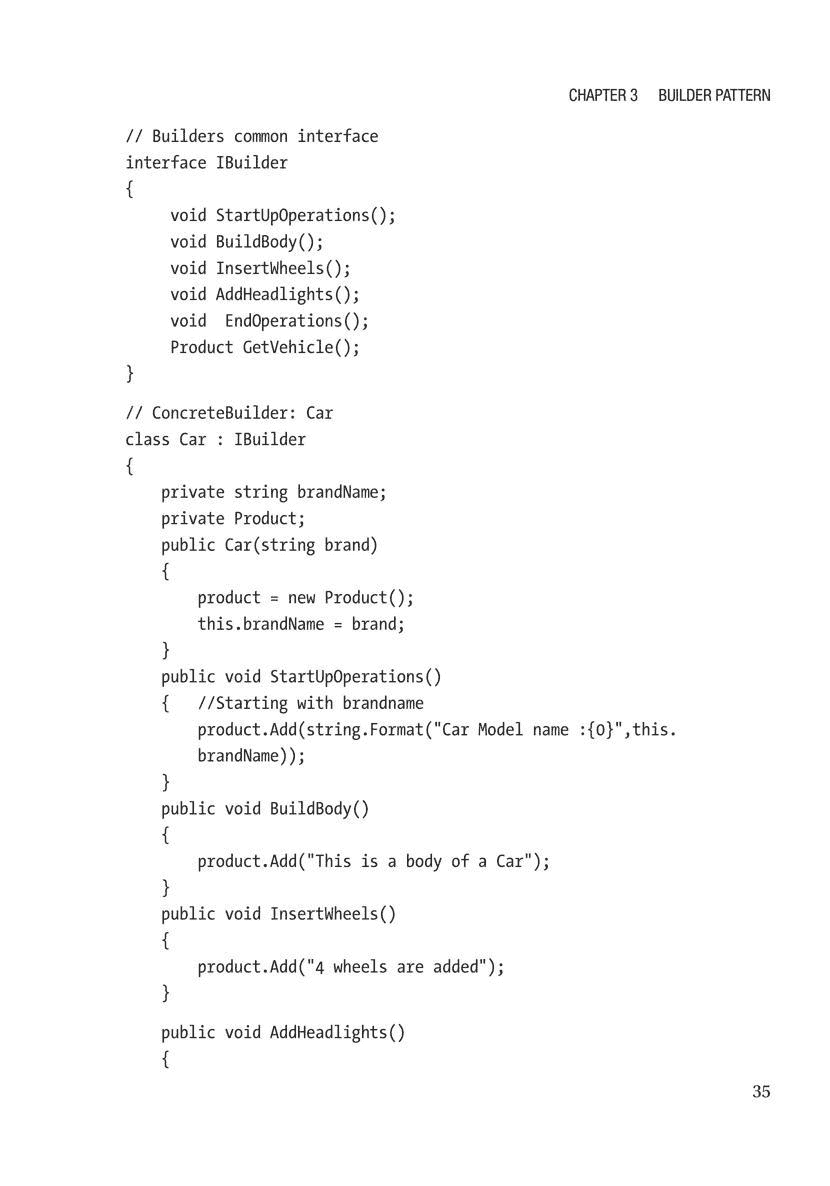 CHAPTER 3 BUILDER PATTERN
// Builders common interface
interface IBuilder
{
     void StartUpOperations();
     void BuildBody();
     void InsertWheels();
     void AddHeadlights();
     void  EndOperations();
     Product GetVehicle();
}
// ConcreteBuilder: Car
class Car : IBuilder
{
    private string brandName;
    private Product;
    public Car(string brand)
    {
        product = new Product();
        this.brandName = brand;
    }
    public void StartUpOperations()
    {   //Starting with brandname
        product.Add(string.Format("Car Model name :{0}",this.
        brandName));
    }
    public void BuildBody()
    {
        product.Add("This is a body of a Car");
    }
    public void InsertWheels()
    {
        product.Add("4 wheels are added");
    }
    public void AddHeadlights()
    {
35